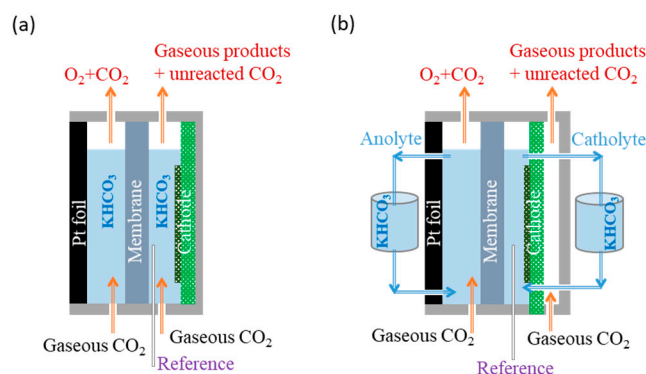 (a)
O₂+CO₂
Gaseous products
+ unreacted CO₂
Pt foil
KHCO₃
Membrane
KHCO₃
Cathode
Gaseous CO₂
Gaseous CO₂
Reference
(b)
O₂+CO₂
Gaseous products
+ unreacted CO₂
Anolyte
Catholyte
KHCO₃
Pt foil
Membrane
Cathode
KHCO₃
Gaseous CO₂
Gaseous CO₂
Reference